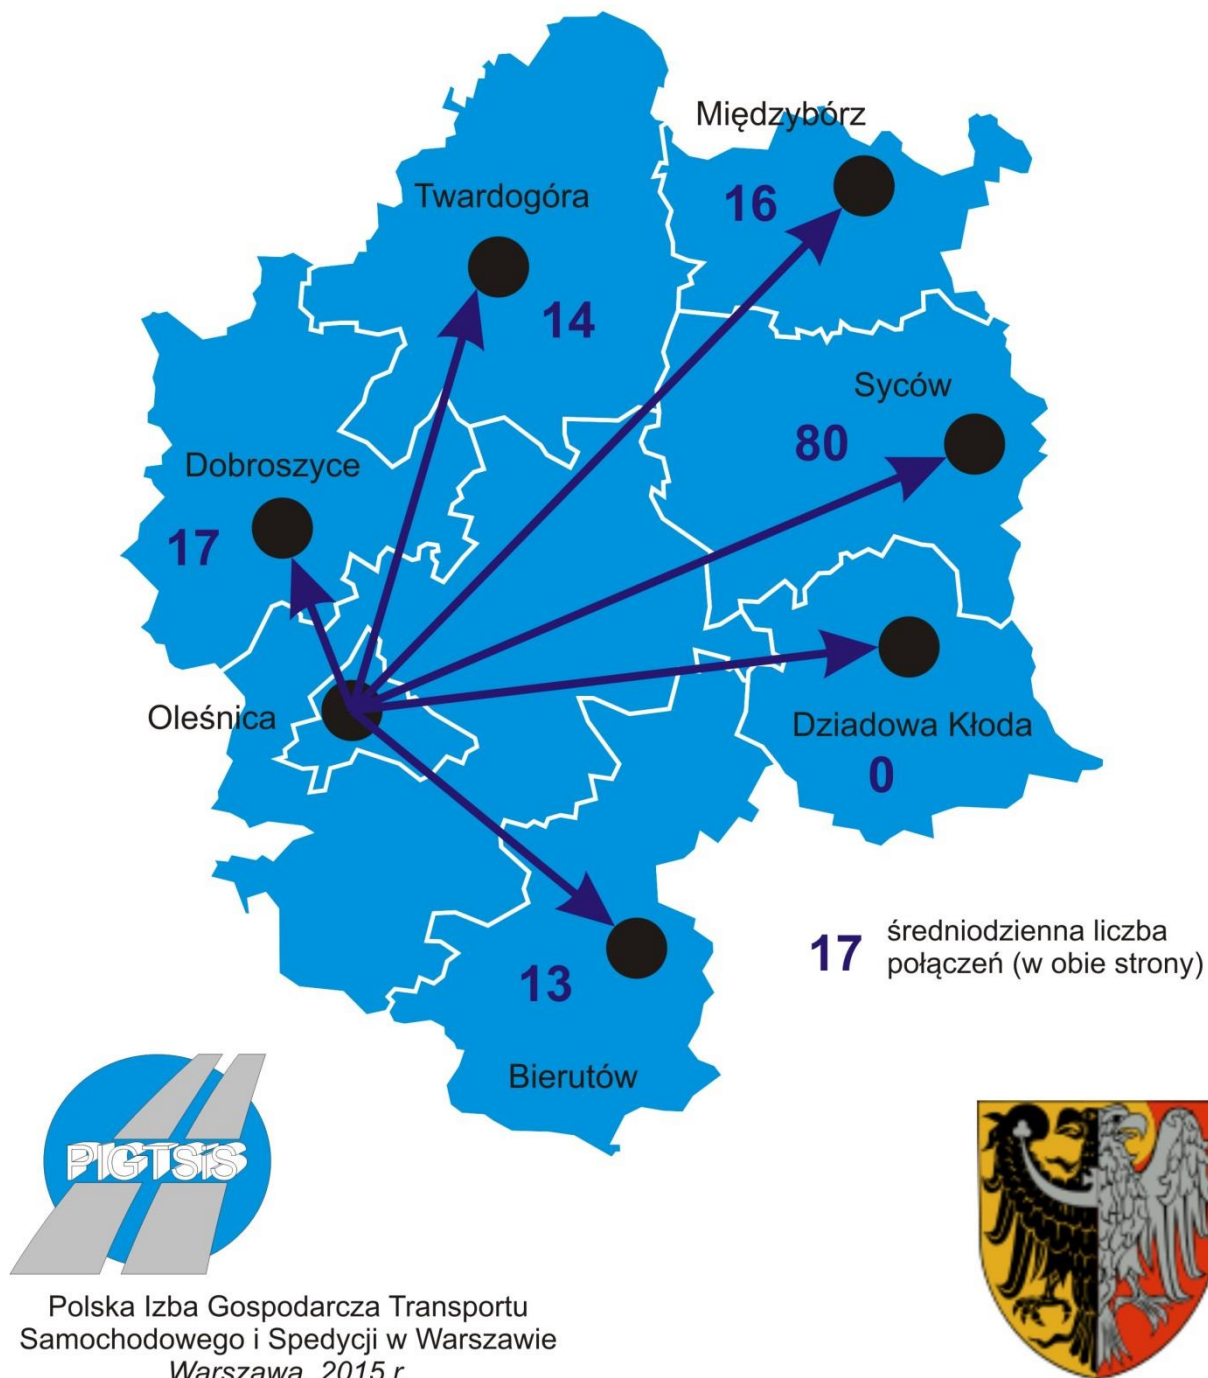 Międzybórz
16
Twardogóra
14
Syców
80
Dobroszyce
17
Oleśnica
Dziadowa Kłoda
0
13
Bierutów
17 średniodzienna liczba
połączeń (w obie strony)
PIGTSiS
Polska Izba Gospodarcza Transportu
Samochodowego i Spedycji w Warszawie
Warszawa, 2015 r.